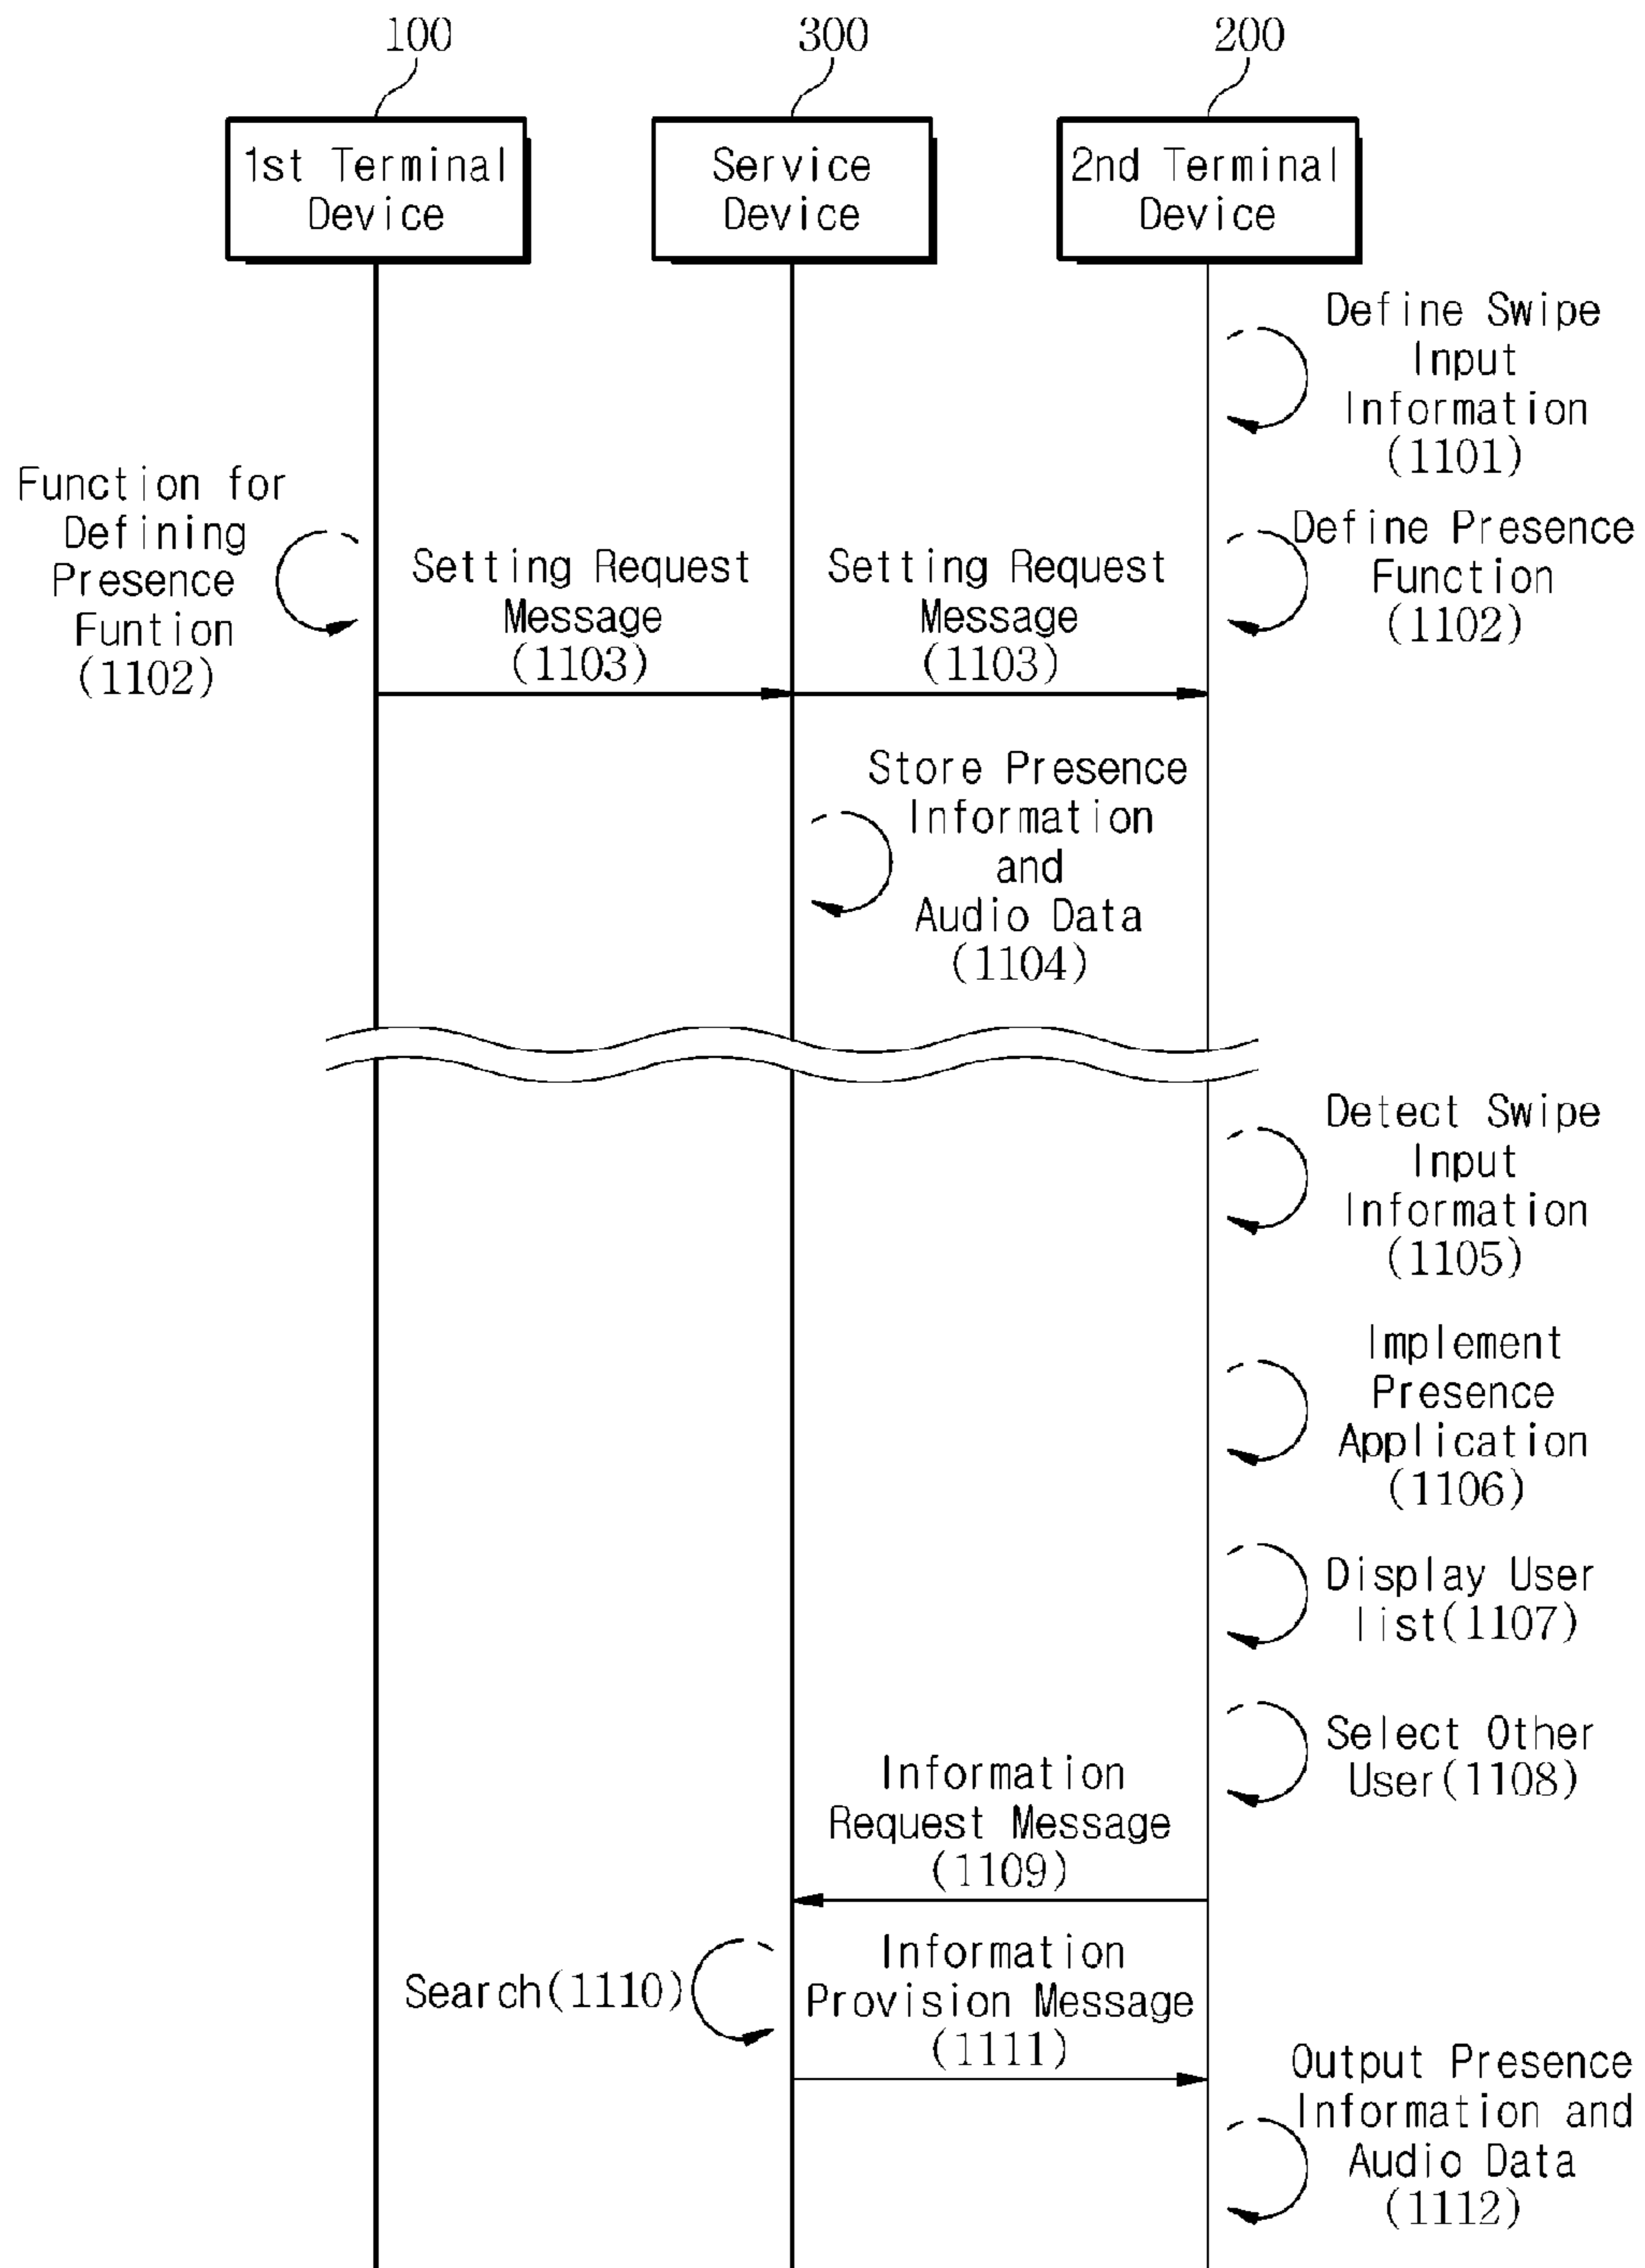 100
300
200
1st Terminal
Device
Service
Device
2nd Terminal
Device
Define Swipe
Input
Information
(1101)
Function for
Defining
Presence
Funtion
(1102)
Setting Request
Message
(1103)
Setting Request
Message
(1103)
Define Presence
Function
(1102)
Store Presence
Information
and
Audio Data
(1104)
Detect Swipe
Input
Information
(1105)
Implement
Presence
Application
(1106)
Display User
list(1107)
Select Other
User(1108)
Information
Request Message
(1109)
Search(1110)
Information
Provision Message
(1111)
Output Presence
Information and
Audio Data
(1112)